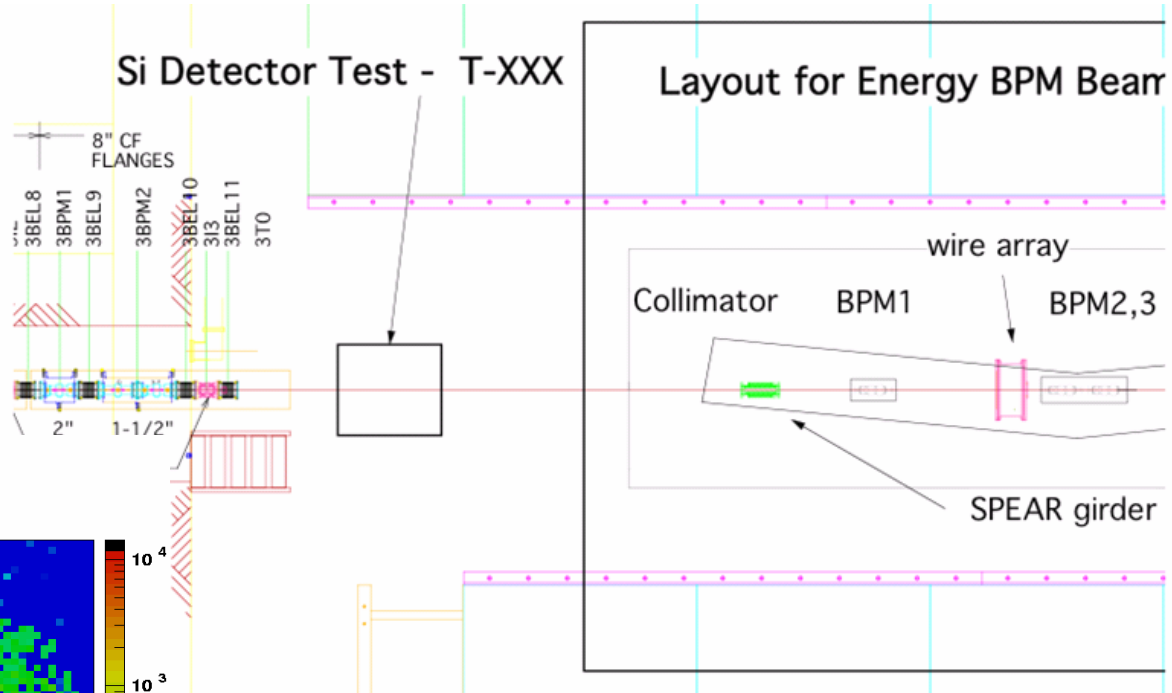 Si Detector Test - T-XXX
Layout for Energy BPM Beam
8" CF
FLANGES
3BEL8
3BPM1
3BEL9
3BPM2
3BEL10
3I3
3BEL11
3T0
wire array
Collimator
BPM1
BPM2,3
2"
1-1/2"
SPEAR girder
10 4
10 3